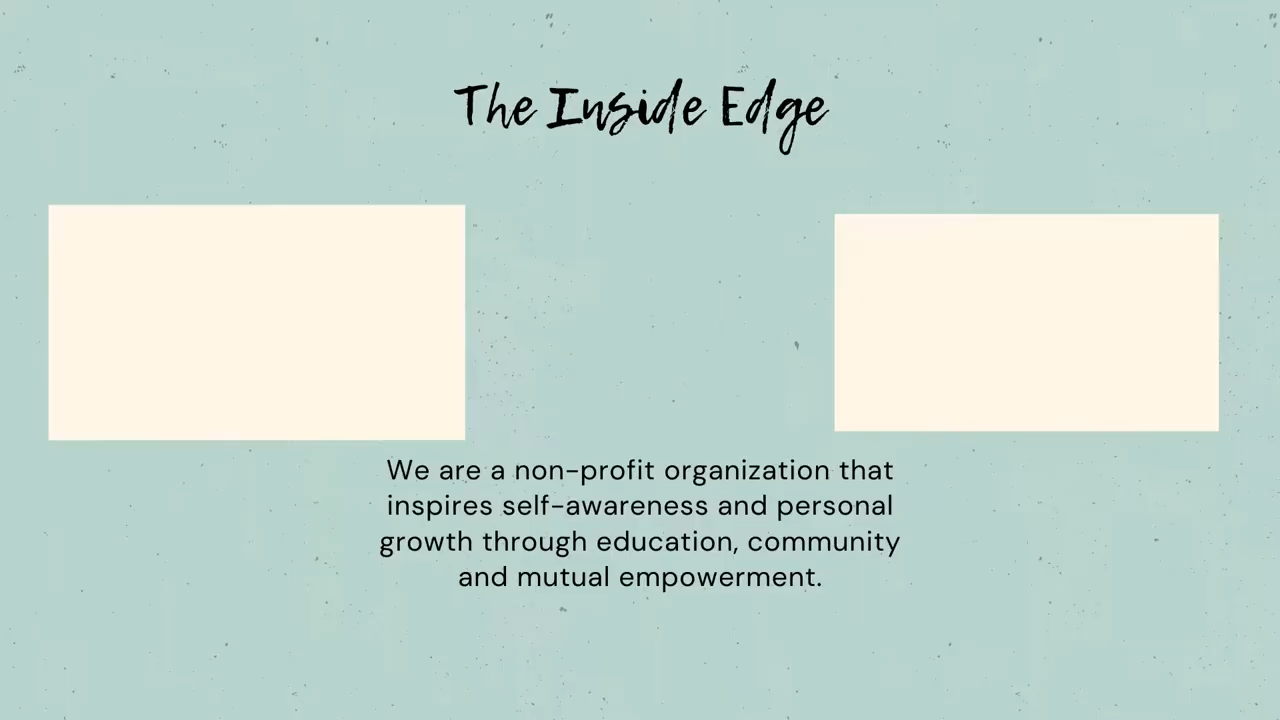 The Inside Edge
We are a non-profit organization that
inspires self-awareness and personal
growth through education, community
and mutual empowerment.